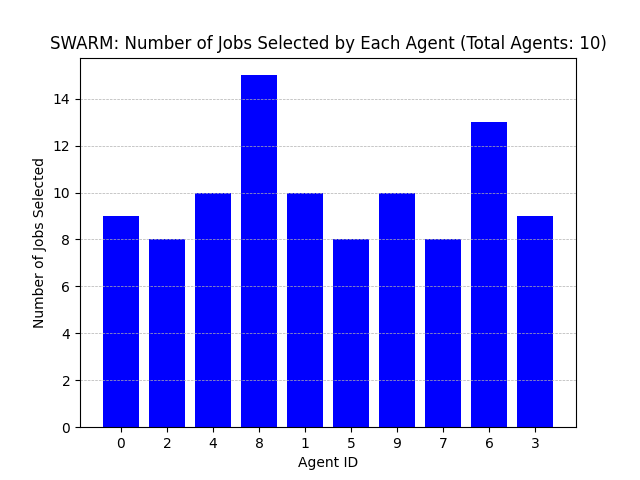 SWARM: Number of Jobs Selected by Each Agent (Total Agents: 10)
Number of Jobs Selected
14
12
10
8
6
4
2
0
0 2 4 8 1 5 9 7 6 3
Agent ID